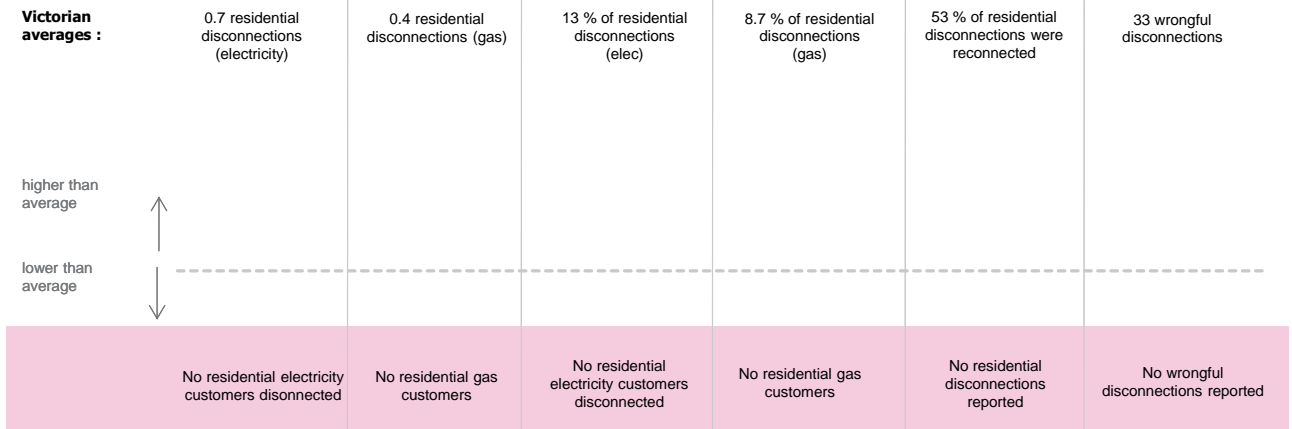 Victorian
averages :
0.7 residential
disconnections
(electricity)
0.4 residential
disconnections (gas)
13 % of residential
disconnections
(elec)
8.7 % of residential
disconnections
(gas)
53 % of residential
disconnections were
reconnected
33 wrongful
disconnections
higher than
average
lower than
average
No residential electricity
customers disonnected
No residential gas
customers
No residential
electricity customers
disconnected
No residential gas
customers
No residential
disconnections
reported
No wrongful
disconnections reported